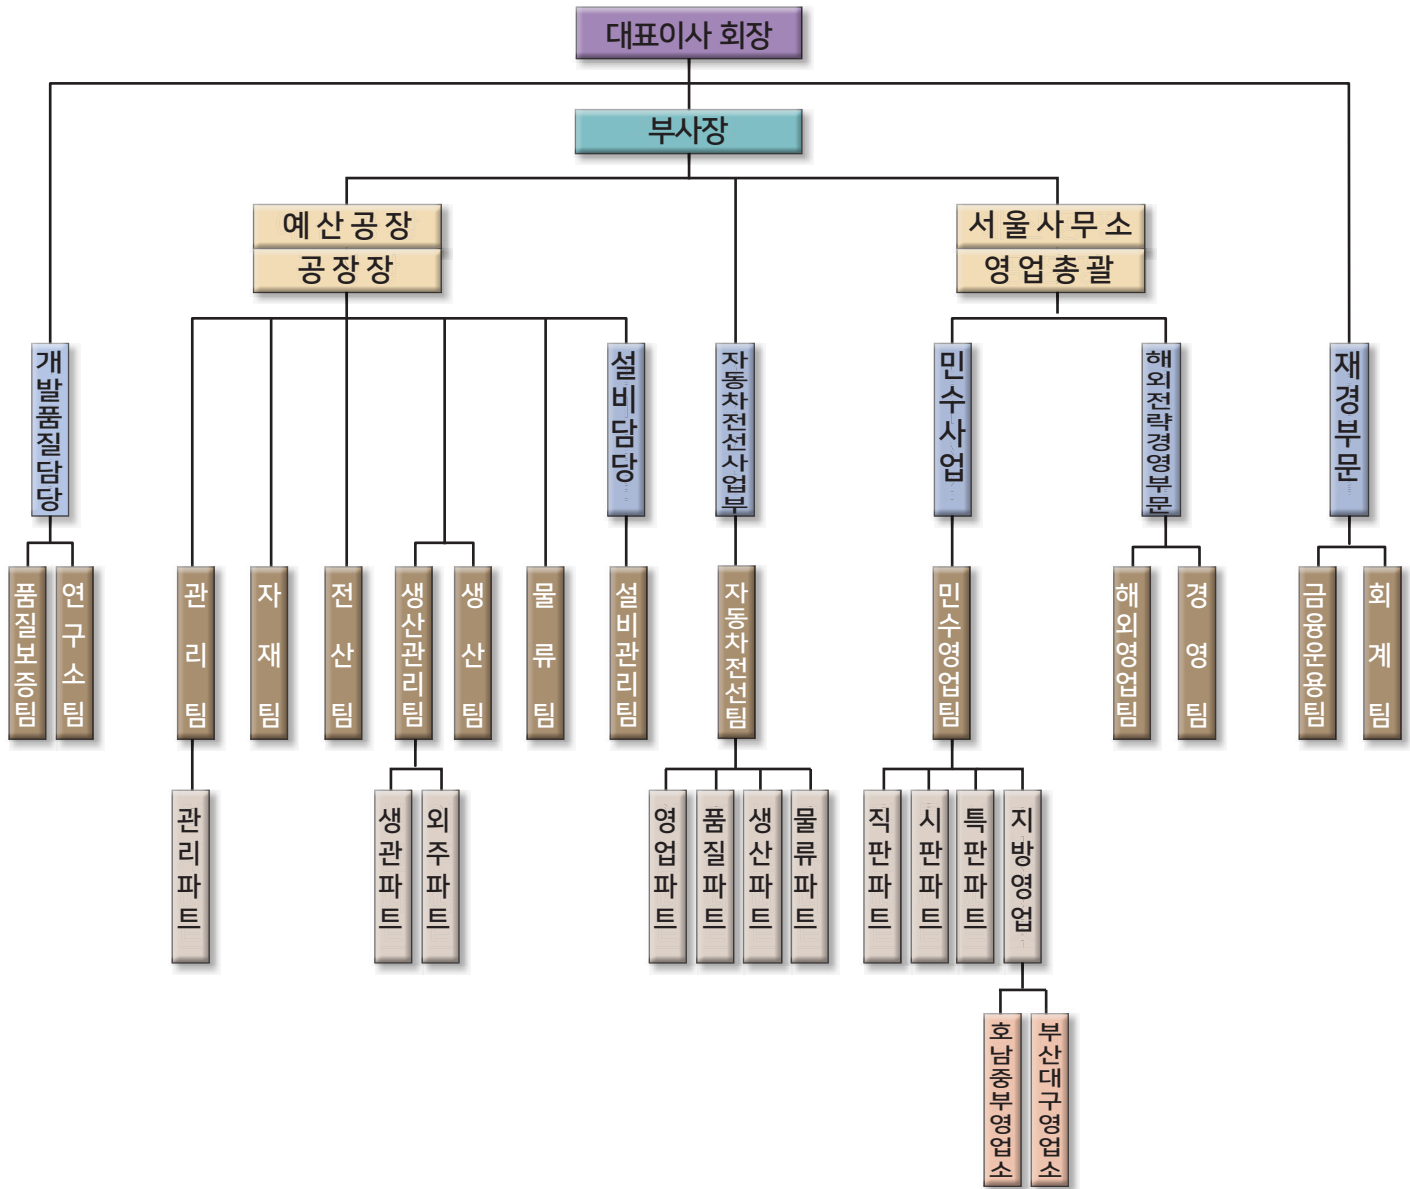 대표이사 회장
부사장
예산공장
공장장
서울사무소
영업총괄
개발품질담당
설비담당
자동차전선사업부
민수사업
해외전략경영부문
재경부문
품질보증팀
연구소팀
관리팀
자재팀
전산팀
생산관리팀
생산팀
물류팀
설비관리팀
자동차전선팀
민수영업팀
해외영업팀
경영팀
금융운용팀
회계팀
관리파트
생관파트
외주파트
영업파트
품질파트
생산파트
물류파트
직판파트
시판파트
특판파트
지방영업
호남중부영업소
부산대구영업소